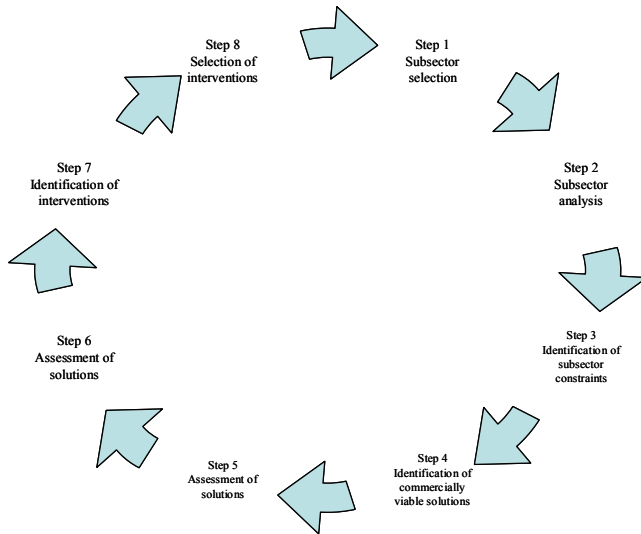 Step 1
Subsector
selection
Step 2
Subsector
analysis
Step 3
Identification of
subsector
constraints
Step 4
Identification of
commercially
viable solutions
Step 5
Assessment of
solutions
Step 6
Assessment of
solutions
Step 7
Identification of
interventions
Step 8
Selection of
interventions